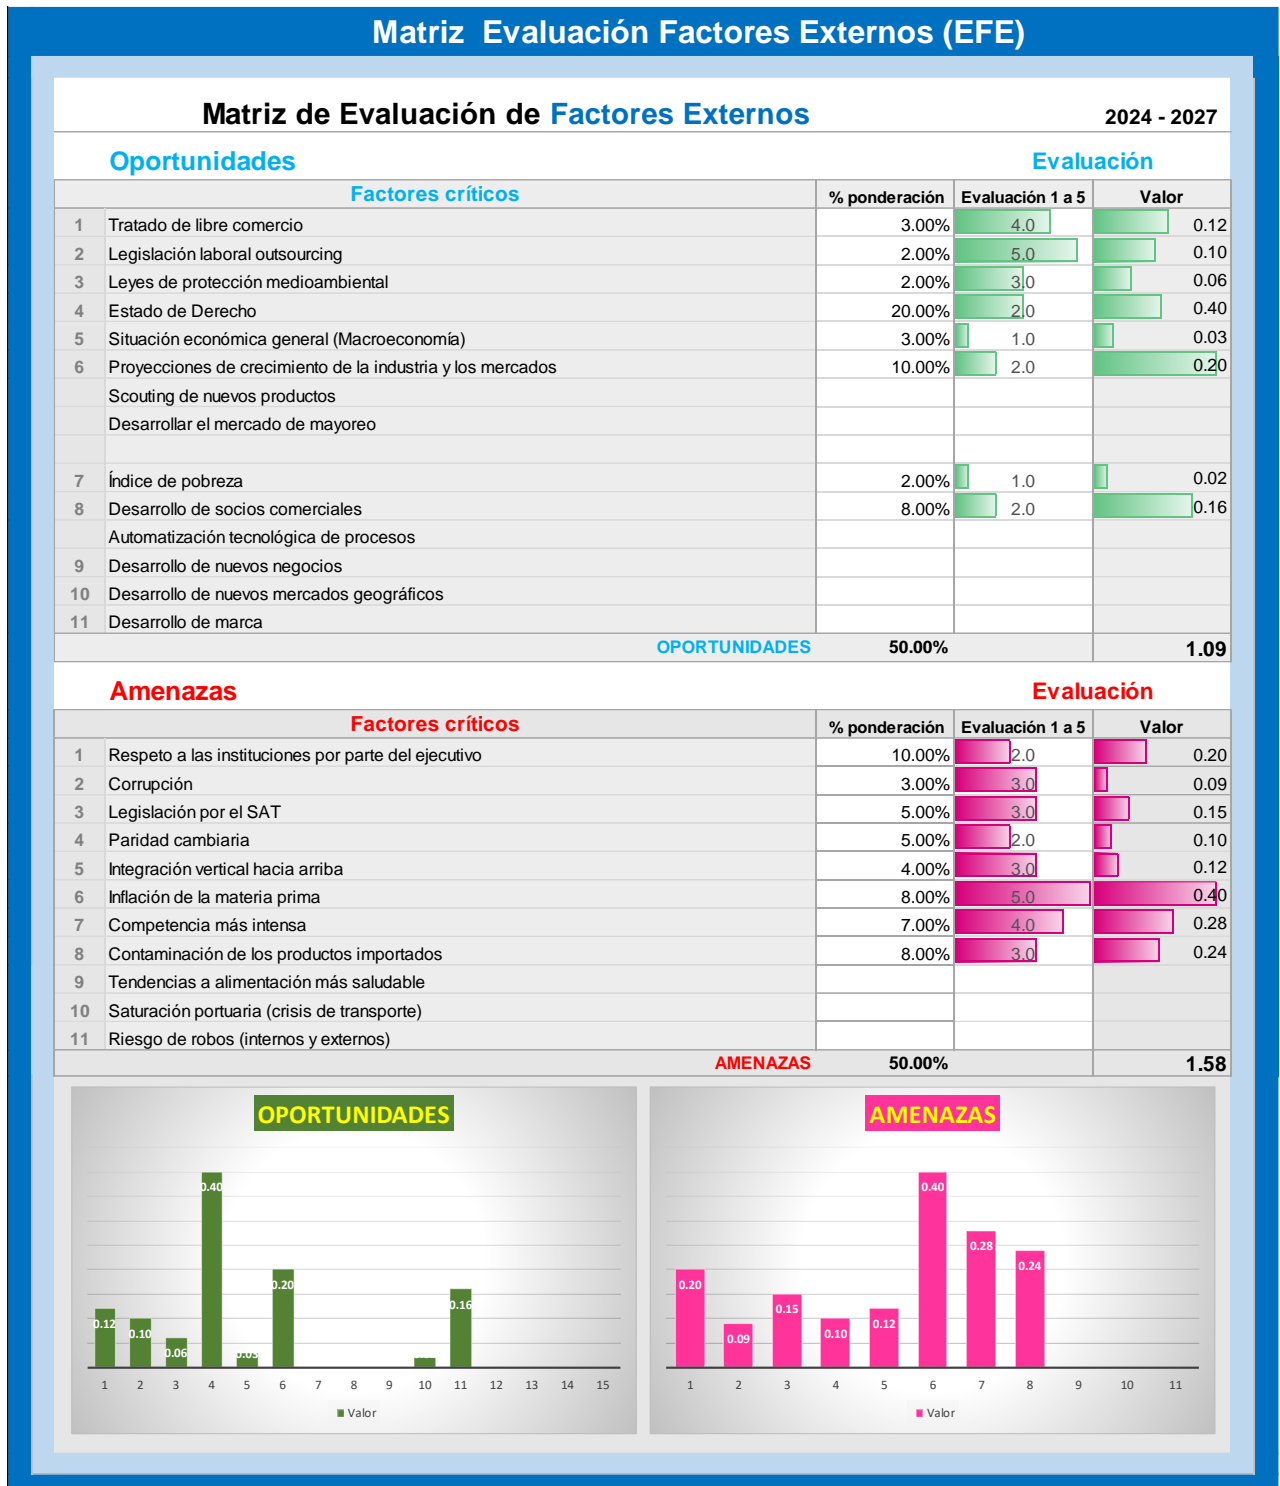 Matriz  Evaluación Factores Externos (EFE)
Matriz de Evaluación de Factores Externos 2024 - 2027
Oportunidades Evaluación
Factores críticos % ponderación Evaluación 1 a 5 Valor
1 Tratado de libre comercio 3.00% 4.0 0.12
2 Legislación laboral outsourcing 2.00% 5.0 0.10
3 Leyes de protección medioambiental 2.00% 3.0 0.06
4 Estado de Derecho 20.00% 2.0 0.40
5 Situación económica general (Macroeconomía) 3.00% 1.0 0.03
6 Proyecciones de crecimiento de la industria y los mercados 10.00% 2.0 0.20
Scouting de nuevos productos
Desarrollar el mercado de mayoreo
7 Índice de pobreza 2.00% 1.0 0.02
8 Desarrollo de socios comerciales 8.00% 2.0 0.16
Automatización tecnológica de procesos
9 Desarrollo de nuevos negocios
10 Desarrollo de nuevos mercados geográficos
11 Desarrollo de marca
OPORTUNIDADES 50.00% 1.09
Amenazas Evaluación
Factores críticos % ponderación Evaluación 1 a 5 Valor
1 Respeto a las instituciones por parte del ejecutivo 10.00% 2.0 0.20
2 Corrupción 3.00% 3.0 0.09
3 Legislación por el SAT 5.00% 3.0 0.15
4 Paridad cambiaria 5.00% 2.0 0.10
5 Integración vertical hacia arriba 4.00% 3.0 0.12
6 Inflación de la materia prima 8.00% 5.0 0.40
7 Competencia más intensa 7.00% 4.0 0.28
8 Contaminación de los productos importados 8.00% 3.0 0.24
9 Tendencias a alimentación más saludable
10 Saturación portuaria (crisis de transporte)
11 Riesgo de robos (internos y externos)
AMENAZAS 50.00% 1.58
OPORTUNIDADES
0.12 0.10 0.06 0.40 0.03 0.20 0.16
1 2 3 4 5 6 7 8 9 10 11 12 13 14 15
Valor
AMENAZAS
0.20 0.09 0.15 0.10 0.12 0.40 0.28 0.24
1 2 3 4 5 6 7 8 9 10 11
Valor